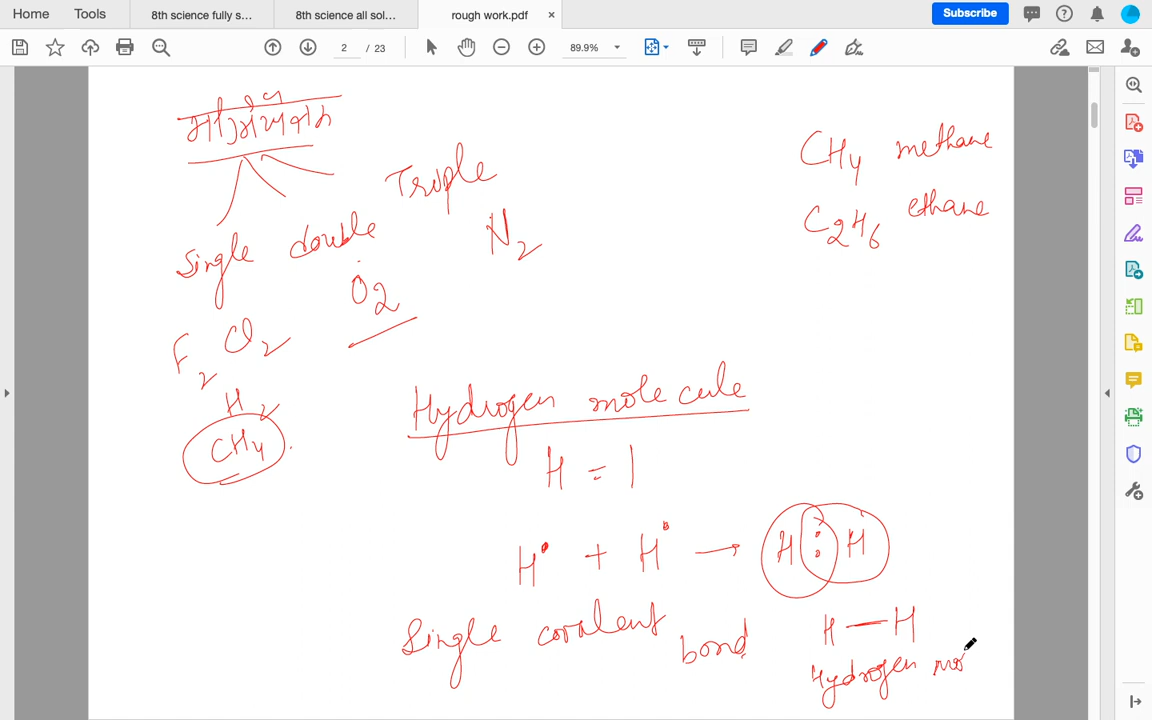 Home Tools 8th science fully s... 8th science all sol... rough work.pdf × Subscribe
2 / 23 89.9%
CH4 methane
Triple
C2H6 ethane
Single double
N2
O2
F2 Cl2
H2
CH4
Hydrogen molecule
H = 1
H + H → H : H
Single covalent bond
H — H
Hydrogen mo